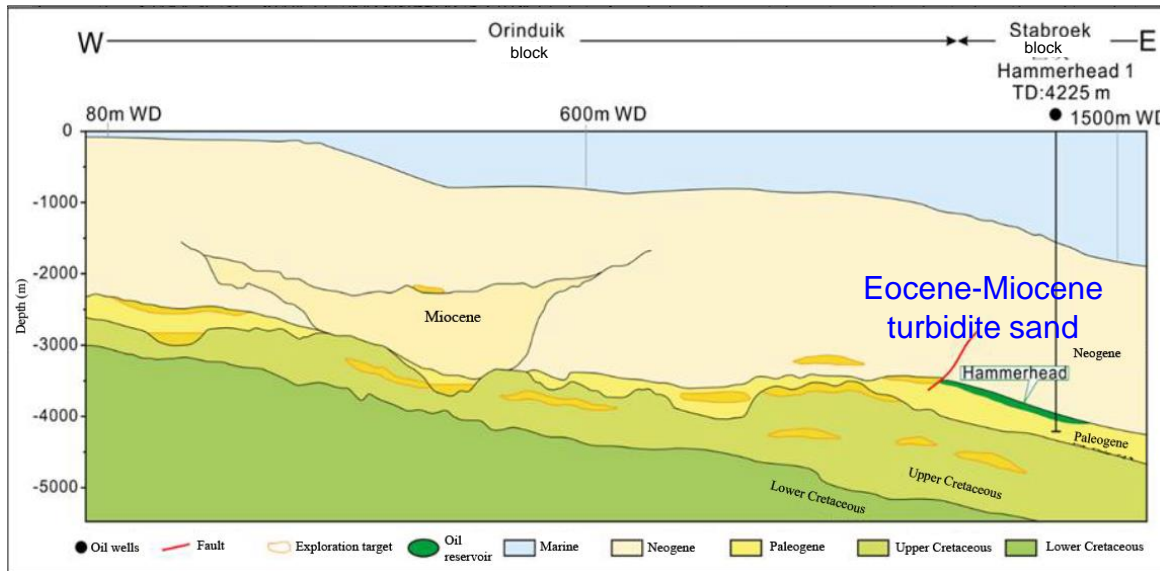 W
Orinduik
block
Stabroek
block
E
Hammerhead 1
TD:4225 m
80m WD
600m WD
1500m WD
0
-1000
-2000
-3000
-4000
-5000
Depth (m)
Eocene-Miocene
turbidite sand
Miocene
Neogene
Hammerhead
Paleogene
Upper Cretaceous
Lower Cretaceous
Oil wells
Fault
Exploration target
Oil
reservoir
Marine
Neogene
Paleogene
Upper Cretaceous
Lower Cretaceous